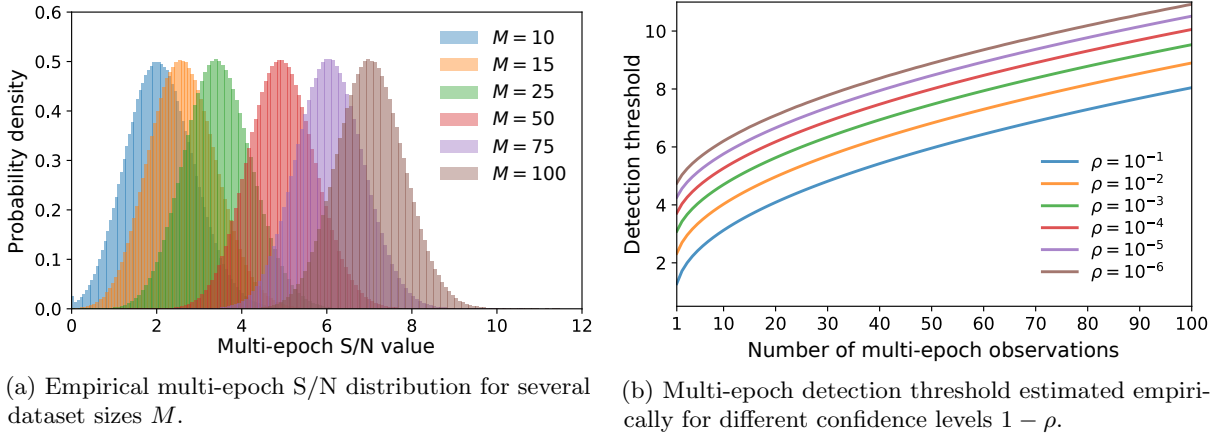 0.6
0.5
0.4
0.3
0.2
0.1
0.0
Probability density
0 2 4 6 8 10 12
Multi-epoch S/N value
M = 10
M = 15
M = 25
M = 50
M = 75
M = 100
(a) Empirical multi-epoch S/N distribution for several
dataset sizes M.
10
8
6
4
2
Detection threshold
1 10 20 30 40 50 60 70 80 90 100
Number of multi-epoch observations
ρ = 10⁻¹
ρ = 10⁻²
ρ = 10⁻³
ρ = 10⁻⁴
ρ = 10⁻⁵
ρ = 10⁻⁶
(b) Multi-epoch detection threshold estimated empiri-
cally for different confidence levels 1 − ρ.